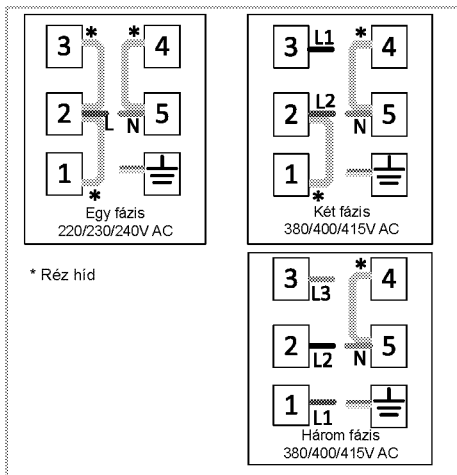 3 * * 4
2 L N 5
1 *
Egy fázis
220/230/240V AC
3 L1 * 4
2 L2 N 5
1 *
Két fázis
380/400/415V AC
* Réz híd
3 L3 * 4
2 L2 N 5
1 L1
Három fázis
380/400/415V AC